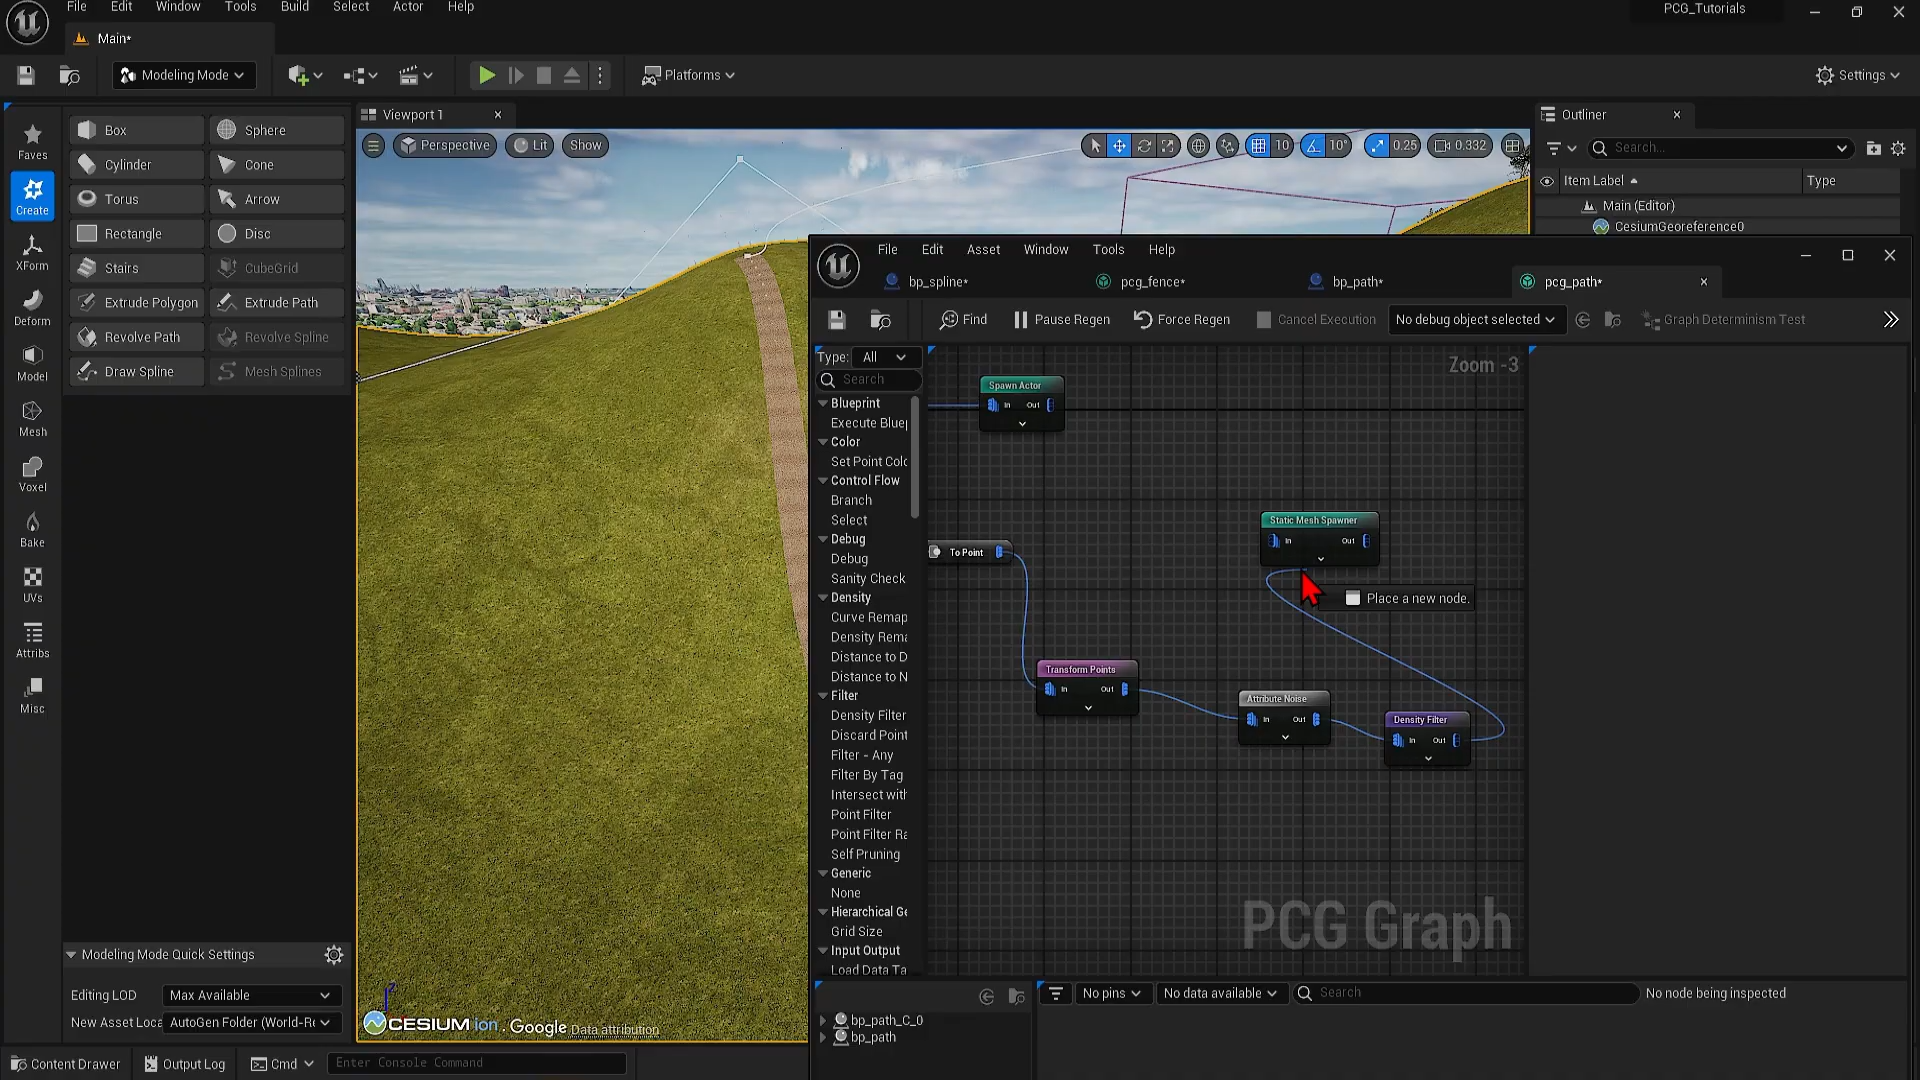 File Edit Window Tools Build Select Actor Help
PCG_Tutorials
Main*
Modeling Mode
Platforms
Settings
Faves
Create
XForm
Deform
Model
Mesh
Voxel
Bake
UVs
Attribs
Misc
Box Sphere
Cylinder Cone
Torus Arrow
Rectangle Disc
Stairs CubeGrid
Extrude Polygon Extrude Path
Revolve Path Revolve Spline
Draw Spline Mesh Splines
Viewport 1
Perspective Lit Show
10 10° 0.25 0.332
Outliner
Search...
Item Label Type
Main (Editor)
CesiumGeoreference0
File Edit Asset Window Tools Help
bp_spline* pcg_fence* bp_path* pcg_path*
Find Pause Regen Force Regen Cancel Execution No debug object selected Graph Determinism Test
Type: All
Search
Blueprint
Execute Bluep
Color
Set Point Colo
Control Flow
Branch
Select
Debug
Debug
Sanity Check
Density
Curve Remap
Density Rema
Distance to D
Distance to N
Filter
Density Filter
Discard Point
Filter - Any
Filter By Tag
Intersect with
Point Filter
Point Filter Ra
Self Pruning
Generic
None
Hierarchical Ge
Grid Size
Input Output
Load Data Ta
Zoom -3
Spawn Actor
In Out
Static Mesh Spawner
In Out
To Point
Place a new node.
Transform Points
In Out
Attribute Noise
In Out
Density Filter
In Out
PCG Graph
bp_path_C_0
bp_path
No pins No data available Search No node being inspected
Modeling Mode Quick Settings
Editing LOD Max Available
New Asset Loca AutoGen Folder (World-Re
Z
CESIUM ion . Google Data attribution
Content Drawer Output Log Cmd Enter Console Command